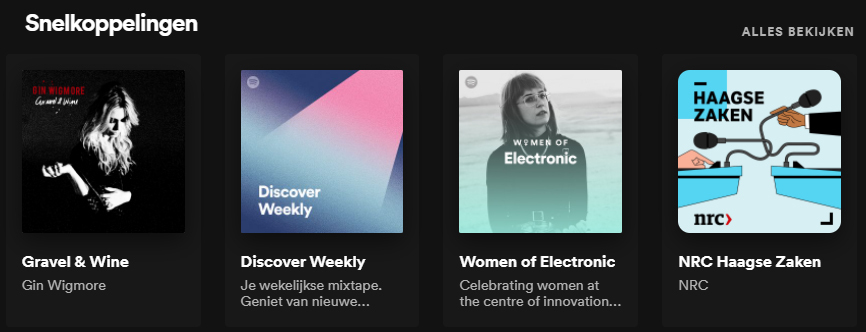 Snelkoppelingen
ALLES BEKIJKEN
GIN WIGMORE
Gravel & Wine
Discover
Weekly
WOMEN OF
Electronic
HAAGSE
ZAKEN
nrc>
Gravel & Wine
Gin Wigmore
Discover Weekly
Je wekelijkse mixtape.
Geniet van nieuwe...
Women of Electronic
Celebrating women at
the centre of innovation...
NRC Haagse Zaken
NRC